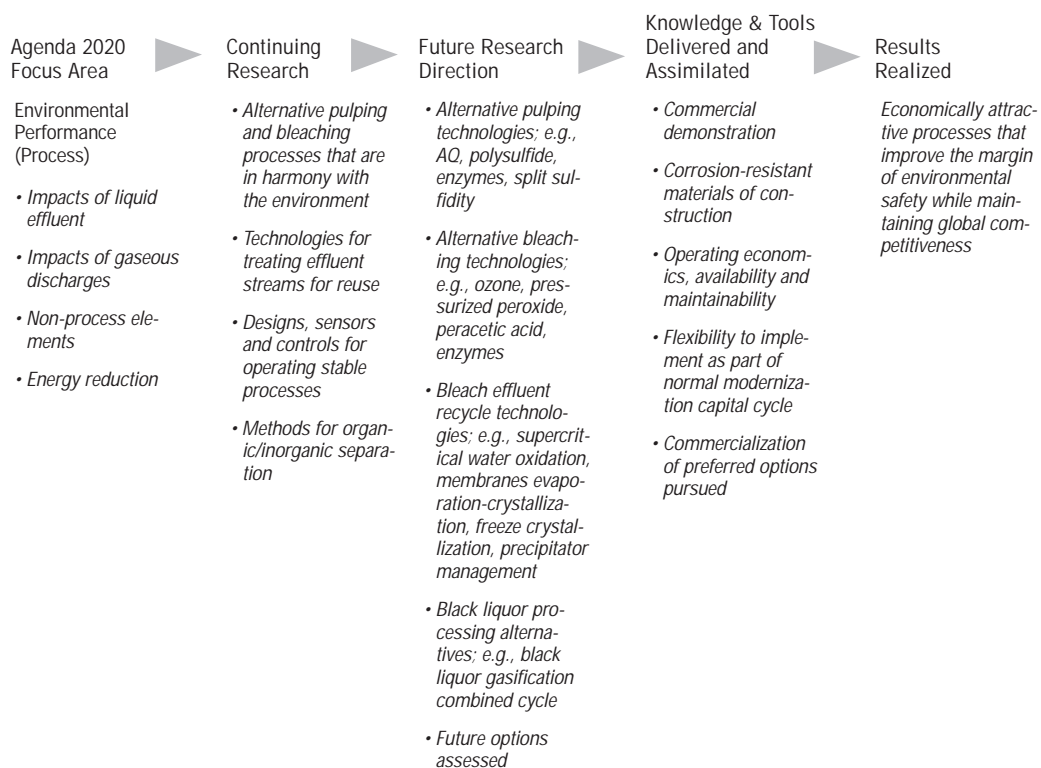 Agenda 2020
Focus Area
Continuing
Research
Future Research
Direction
Knowledge & Tools
Delivered and
Assimilated
Results
Realized
Environmental
Performance
(Process)
• Impacts of liquid
effluent
• Impacts of gaseous
discharges
• Non-process ele-
ments
• Energy reduction
• Alternative pulping
and bleaching
processes that are
in harmony with
the environment
• Technologies for
treating effluent
streams for reuse
• Designs, sensors
and controls for
operating stable
processes
• Methods for organ-
ic/inorganic separa-
tion
• Alternative pulping
technologies; e.g.,
AQ, polysulfide,
enzymes, split sul-
fidity
• Alternative bleach-
ing technologies;
e.g., ozone, pres-
surized peroxide,
peracetic acid,
enzymes
• Bleach effluent
recycle technolo-
gies; e.g., supercrit-
ical water oxidation,
membranes evapo-
ration-crystalliza-
tion, freeze crystal-
lization, precipitator
management
• Black liquor pro-
cessing alterna-
tives; e.g., black
liquor gasification
combined cycle
• Future options
assessed
• Commercial
demonstration
• Corrosion-resistant
materials of con-
struction
• Operating econom-
ics, availability and
maintainability
• Flexibility to imple-
ment as part of
normal moderniza-
tion capital cycle
• Commercialization
of preferred options
pursued
Economically attrac-
tive processes that
improve the margin
of environmental
safety while main-
taining global com-
petitiveness